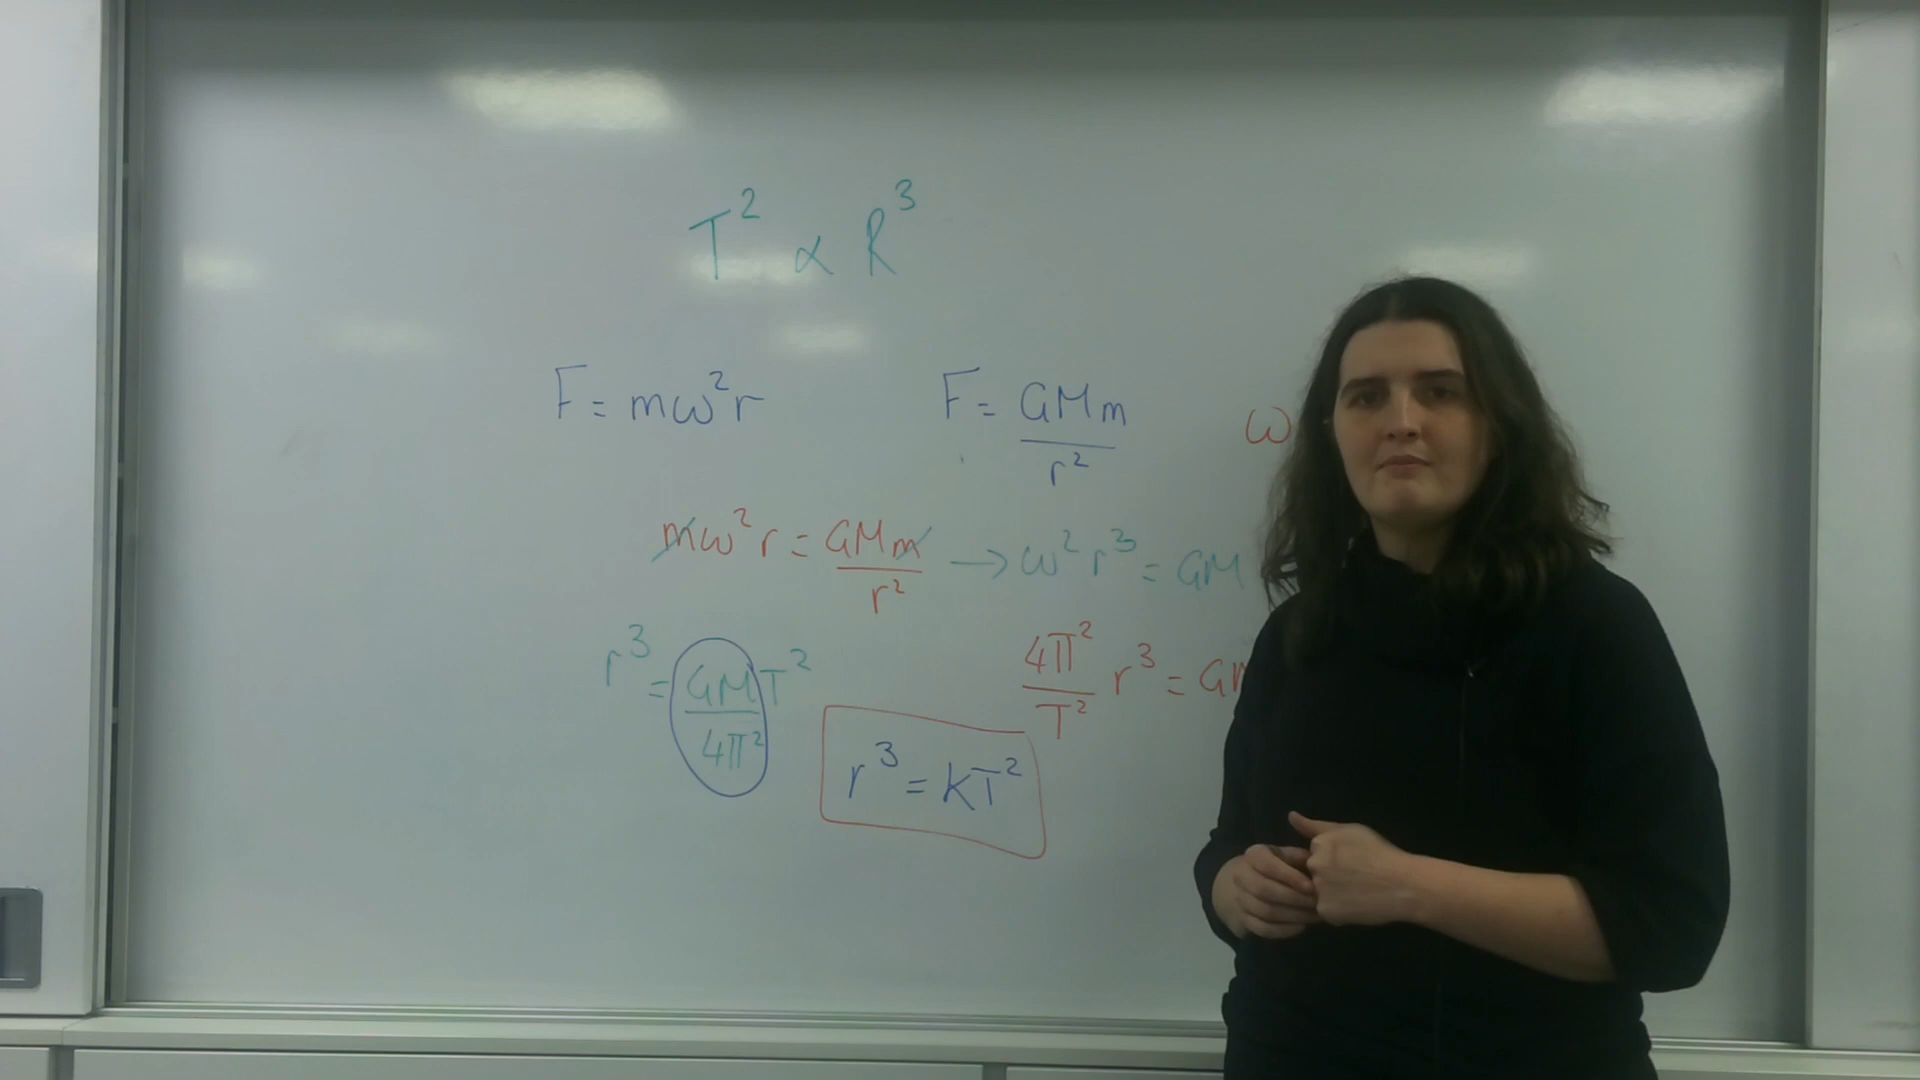 T² ∝ R³
F = mω²r    F = GMm/r²    ω
mω²r = GMm/r² → ω²r³ = GM
r³ = GM/4π² T²    4π²/T² r³ = GM
r³ = kT²